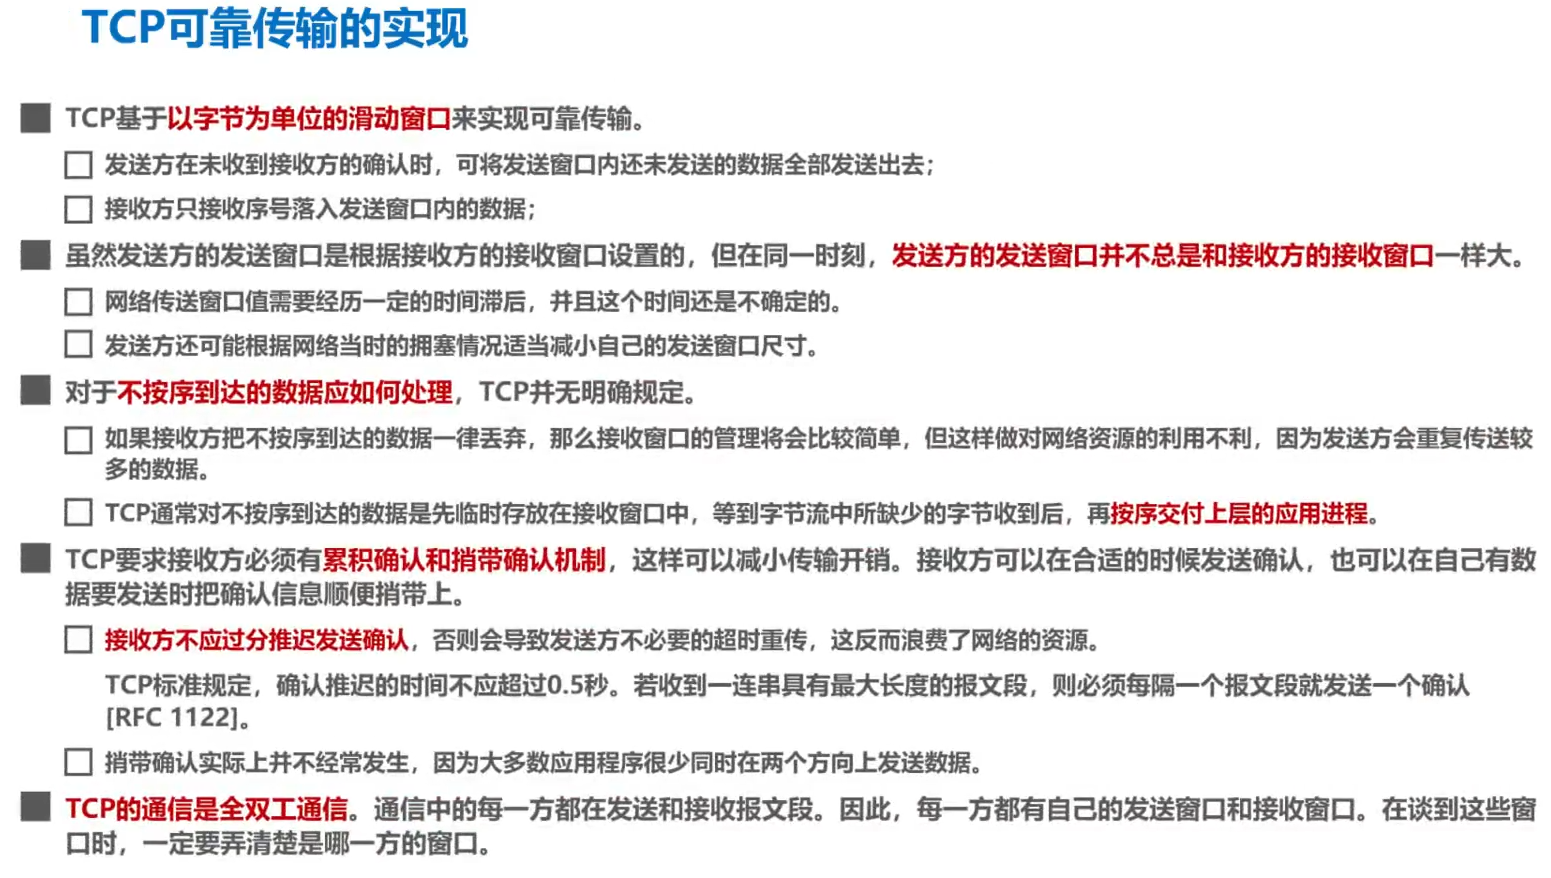 TCP可靠传输的实现
TCP基于以字节为单位的滑动窗口来实现可靠传输。
发送方在未收到接收方的确认时，可将发送窗口内还未发送的数据全部发送出去；
接收方只接收序号落入发送窗口内的数据；
虽然发送方的发送窗口是根据接收方的接收窗口设置的，但在同一时刻，发送方的发送窗口并不总是和接收方的接收窗口一样大。
网络传送窗口值需要经历一定的时间滞后，并且这个时间还是不确定的。
发送方还可能根据网络当时的拥塞情况适当减小自己的发送窗口尺寸。
对于不按序到达的数据应如何处理，TCP并无明确规定。
如果接收方把不按序到达的数据一律丢弃，那么接收窗口的管理将会比较简单，但这样做对网络资源的利用不利，因为发送方会重复传送较
多的数据。
TCP通常对不按序到达的数据是先临时存放在接收窗口中，等到字节流中所缺少的字节收到后，再按序交付上层的应用进程。
TCP要求接收方必须有累积确认和捎带确认机制，这样可以减小传输开销。接收方可以在合适的时候发送确认，也可以在自己有数
据要发送时把确认信息顺便捎带上。
接收方不应过分推迟发送确认，否则会导致发送方不必要的超时重传，这反而浪费了网络的资源。
TCP标准规定，确认推迟的时间不应超过0.5秒。若收到一连串具有最大长度的报文段，则必须每隔一个报文段就发送一个确认
[RFC 1122]。
捎带确认实际上并不经常发生，因为大多数应用程序很少同时在两个方向上发送数据。
TCP的通信是全双工通信。通信中的每一方都在发送和接收报文段。因此，每一方都有自己的发送窗口和接收窗口。在谈到这些窗
口时，一定要弄清楚是哪一方的窗口。